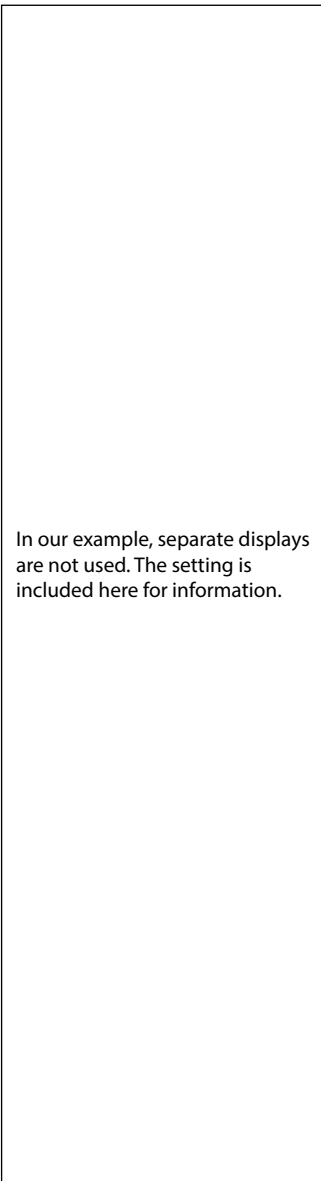 In our example, separate displays
are not used. The setting is
included here for information.